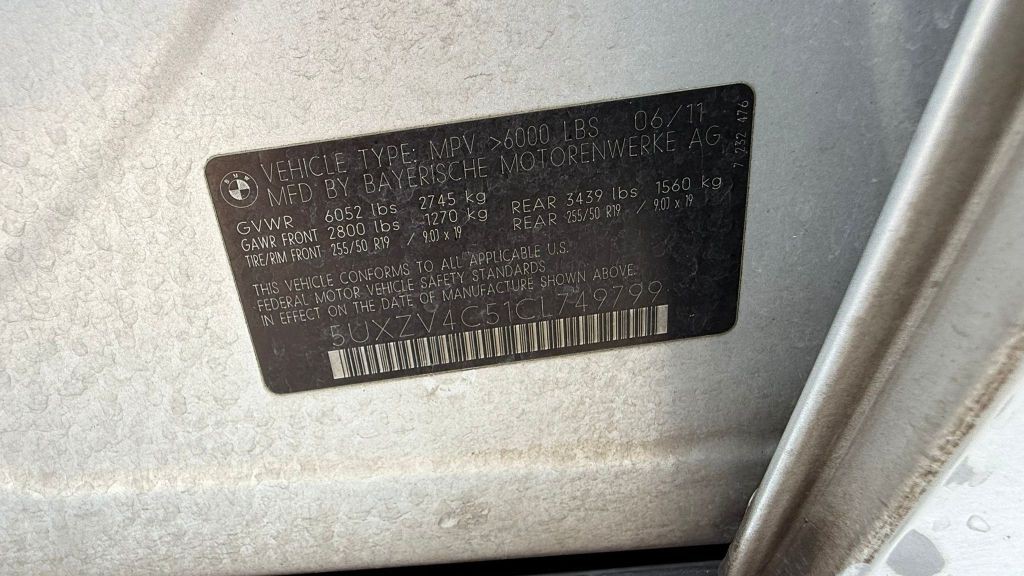 BMW
VEHICLE TYPE: MPV >6000 LBS 06/11
MFD BY BAYERISCHE MOTORENWERKE AG
7 232 476
GVWR 6052 lbs 2745 kg
GAWR FRONT 2800 lbs 1270 kg REAR 3439 lbs 1560 kg
TIRE/RIM FRONT: 255/50 R19 / 9.0J x 19 REAR 255/50 R19 / 9.0J x 19
THIS VEHICLE CONFORMS TO ALL APPLICABLE U.S.
FEDERAL MOTOR VEHICLE SAFETY STANDARDS
IN EFFECT ON THE DATE OF MANUFACTURE SHOWN ABOVE:
5UXZV4C51CL749799